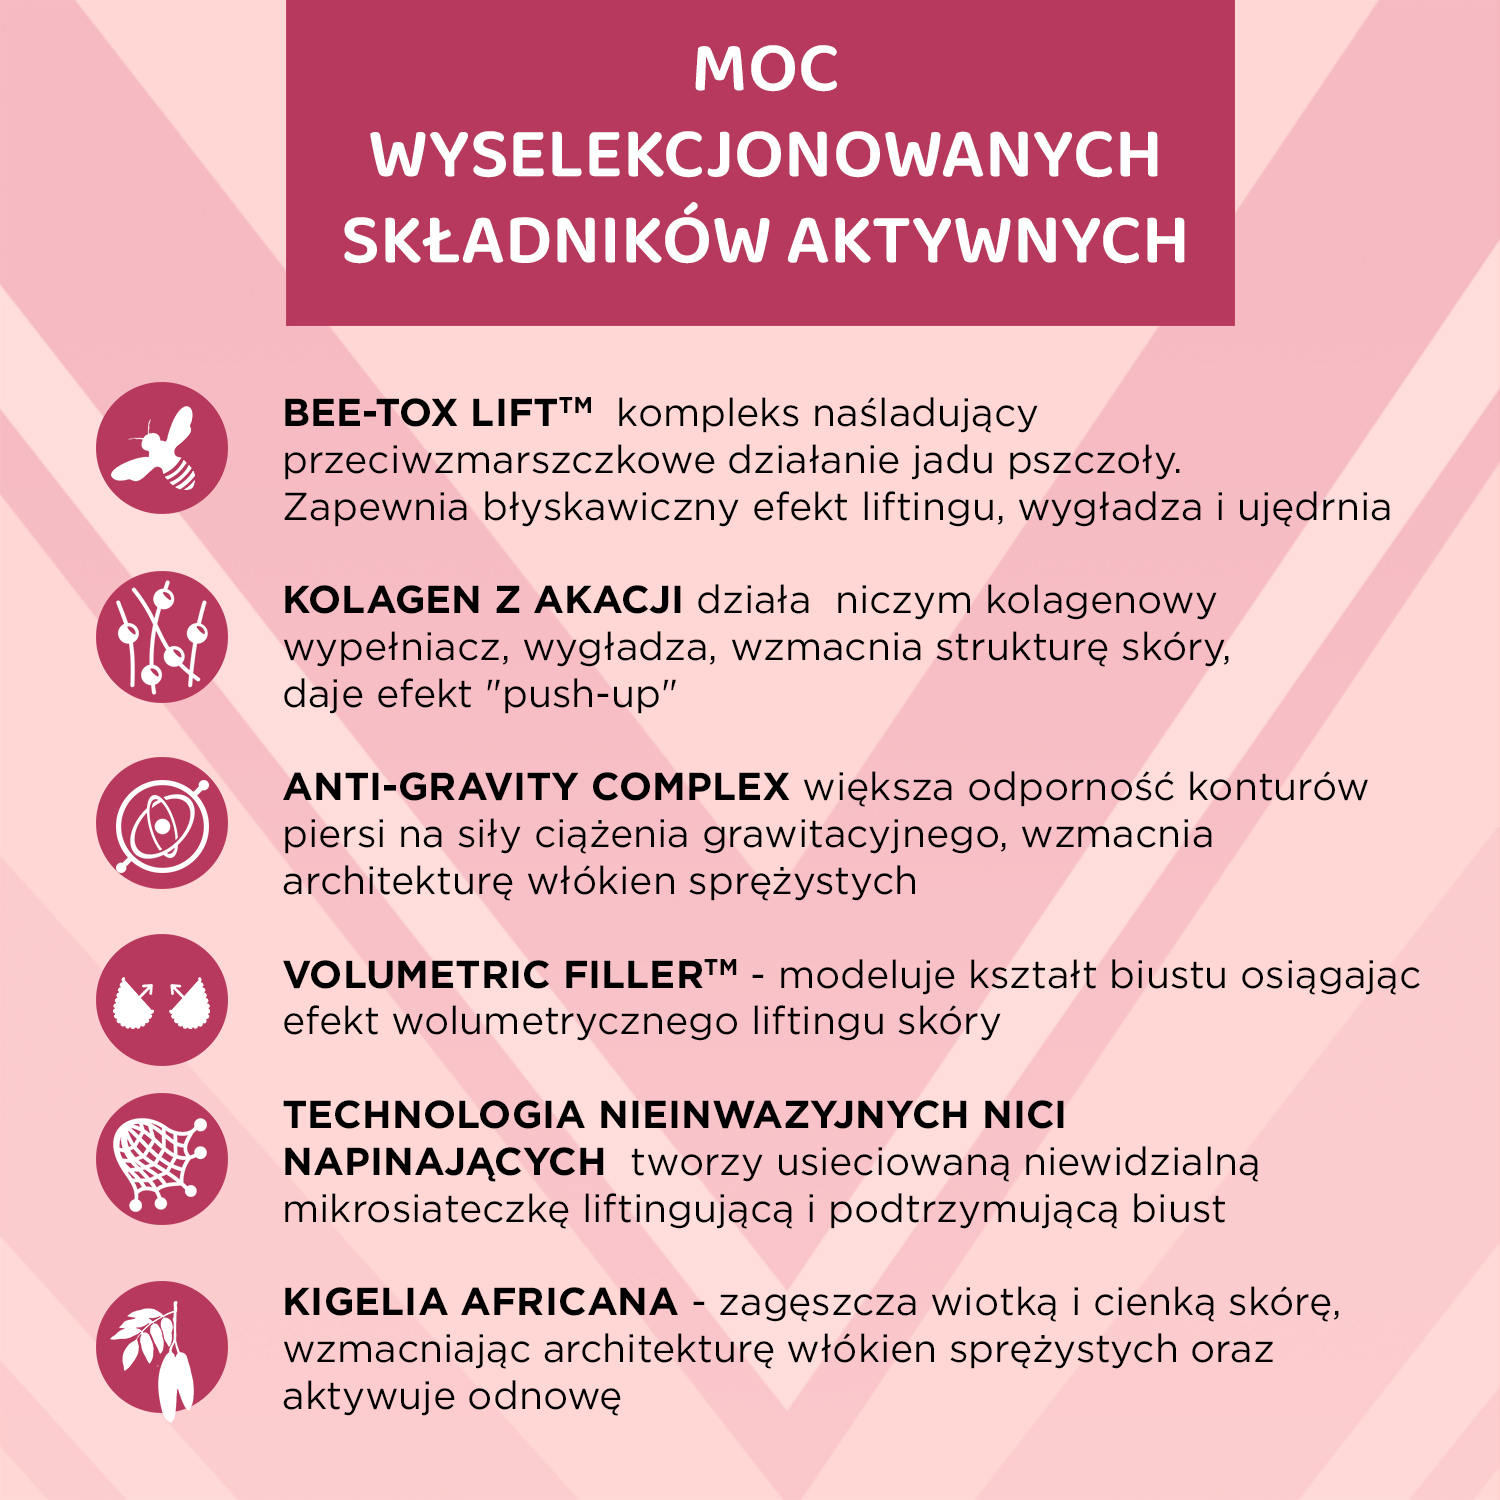 MOC
WYSELEKCJONOWANYCH
SKŁADNIKÓW AKTYWNYCH
BEE-TOX LIFT™ kompleks naśladujący
przeciwzmarszczkowe działanie jadu pszczoły.
Zapewnia błyskawiczny efekt liftingu, wygładza i ujędrnia
KOLAGEN Z AKACJI działa niczym kolagenowy
wypełniacz, wygładza, wzmacnia strukturę skóry,
daje efekt "push-up"
ANTI-GRAVITY COMPLEX większa odporność konturów
piersi na siły ciążenia grawitacyjnego, wzmacnia
architekturę włókien sprężystych
VOLUMETRIC FILLER™ - modeluje kształt biustu osiągając
efekt wolumetrycznego liftingu skóry
TECHNOLOGIA NIEINWAZYJNYCH NICI
NAPINAJĄCYCH tworzy usieciowaną niewidzialną
mikrosiateczkę liftingującą i podtrzymującą biust
KIGELIA AFRICANA - zagęszcza wiotką i cienką skórę,
wzmacniając architekturę włókien sprężystych oraz
aktywuje odnowę